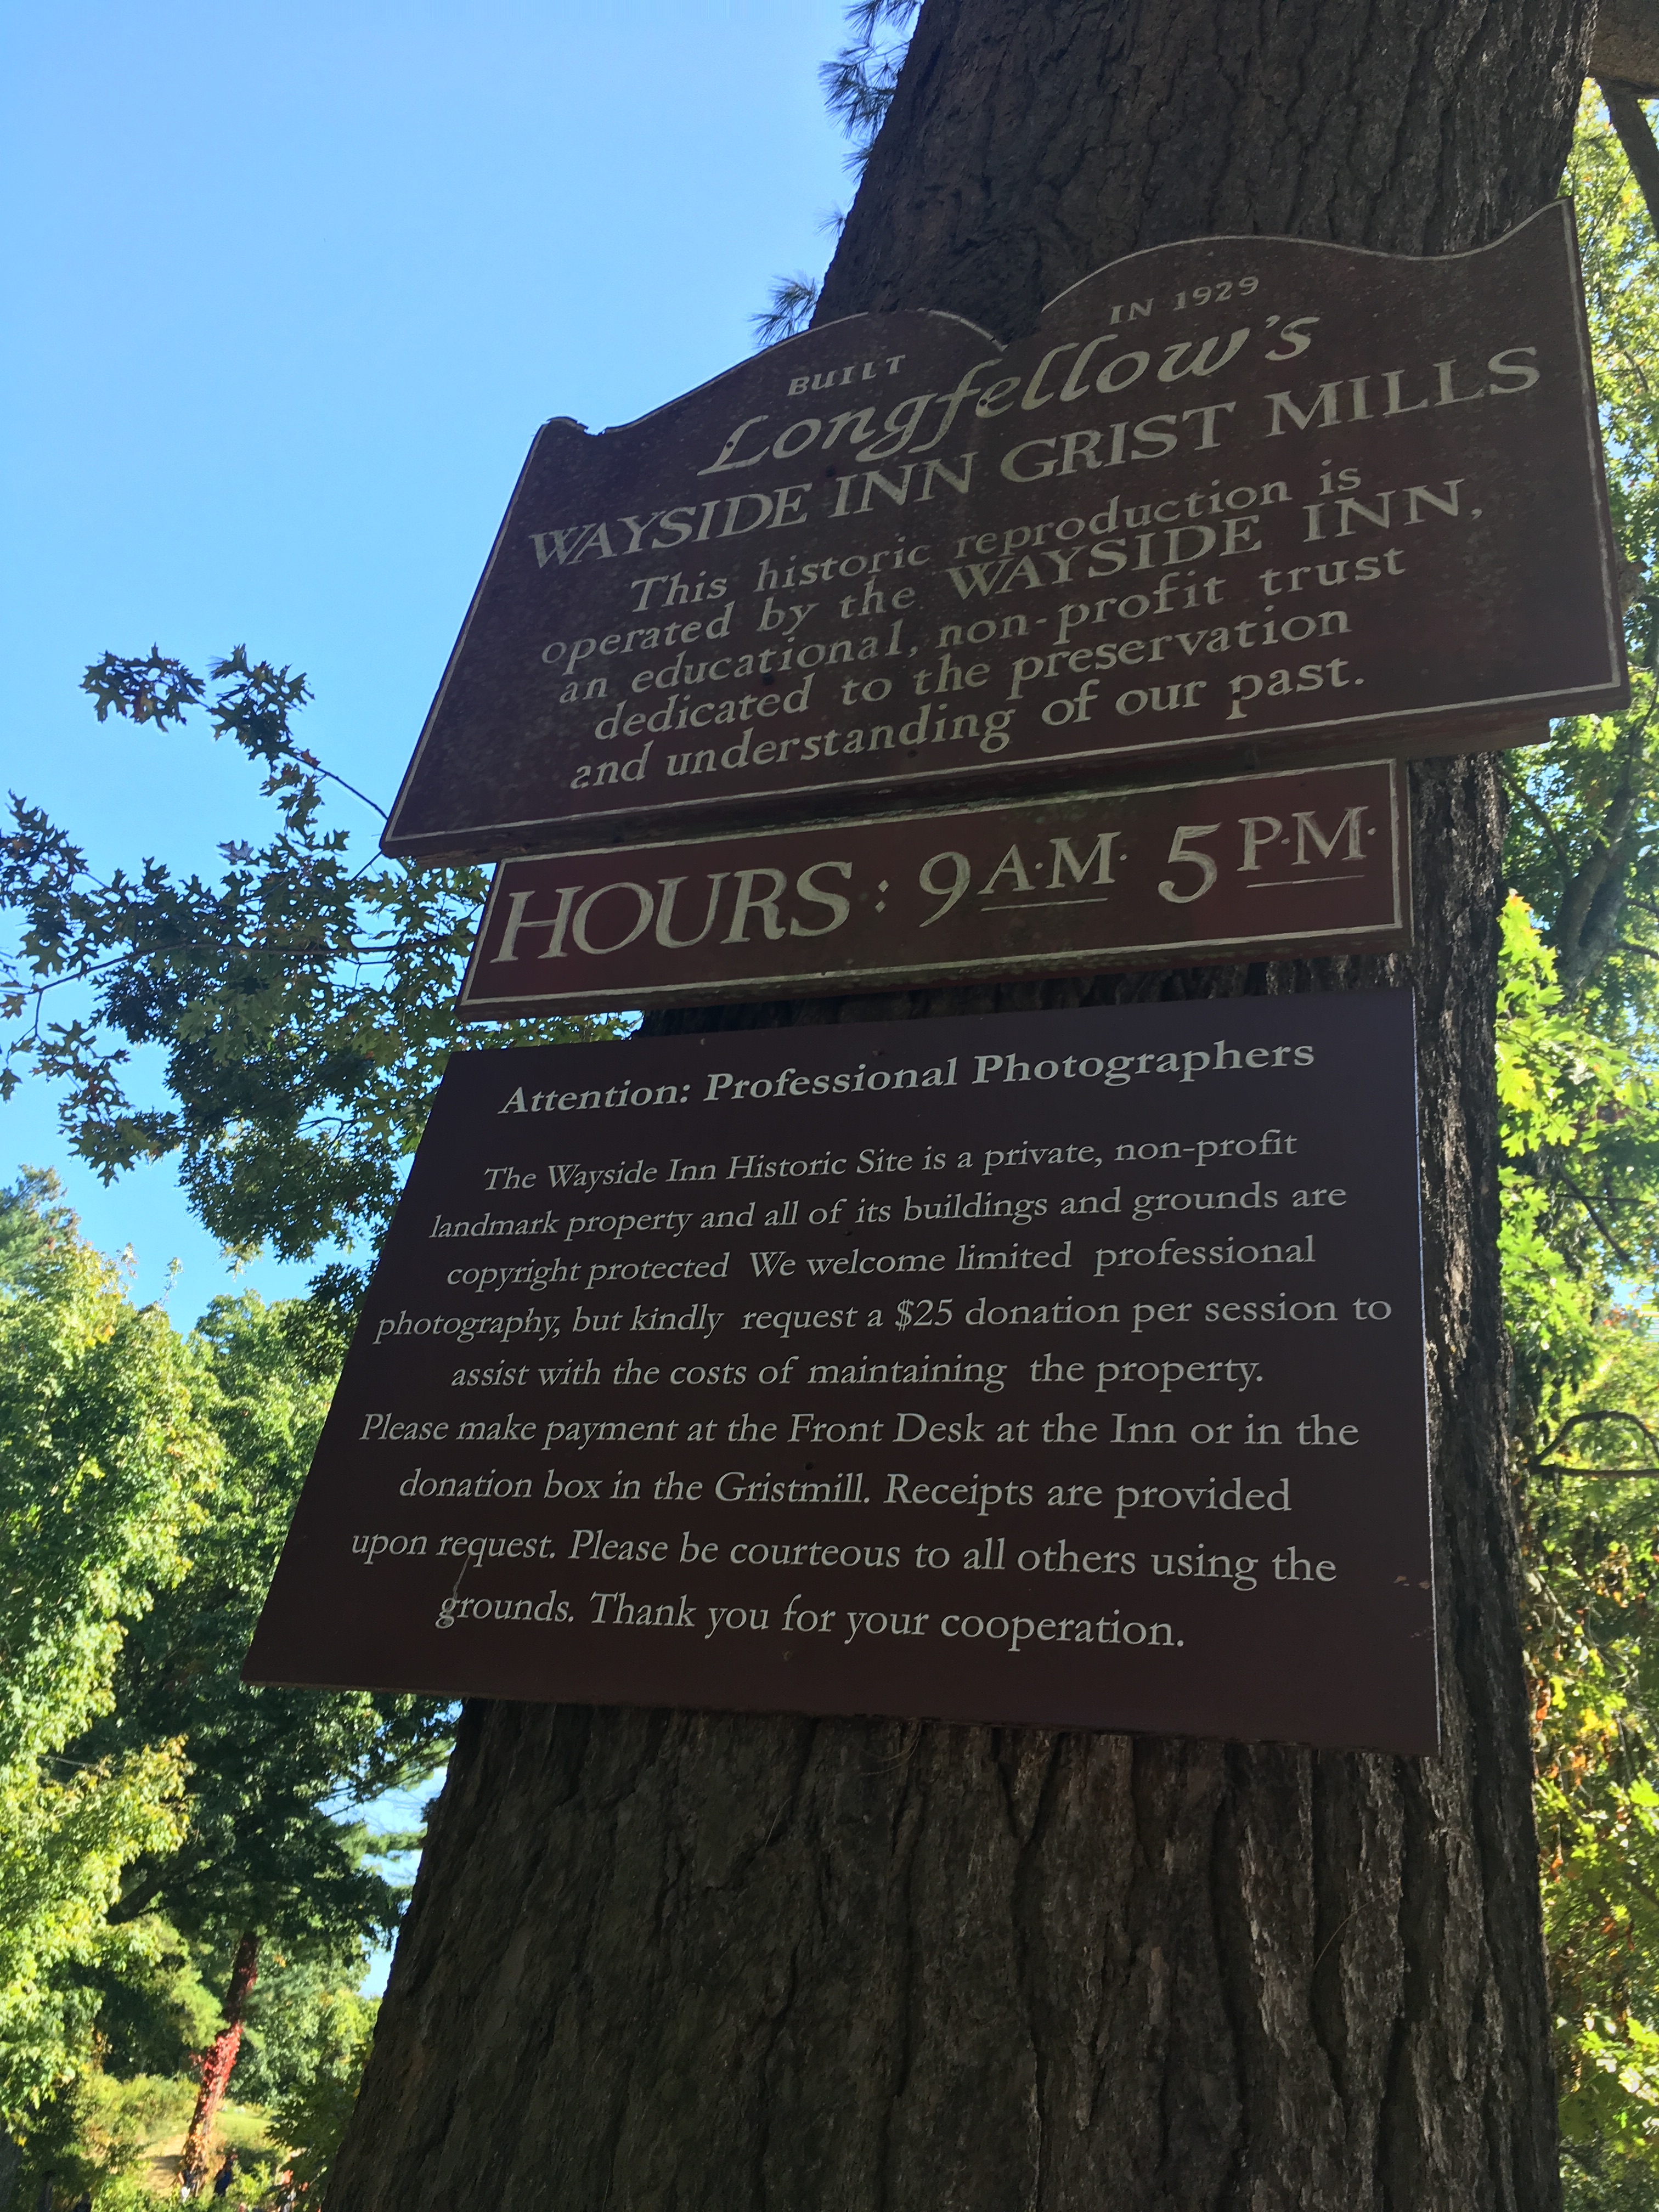 BUILT IN 1929
Longfellow's
WAYSIDE INN GRIST MILLS
This historic reproduction is
operated by the WAYSIDE INN,
an educational, non-profit trust
dedicated to the preservation
and understanding of our past.
HOURS: 9 A.M. 5 P.M.
Attention: Professional Photographers
The Wayside Inn Historic Site is a private, non-profit
landmark property and all of its buildings and grounds are
copyright protected We welcome limited professional
photography, but kindly request a $25 donation per session to
assist with the costs of maintaining the property.
Please make payment at the Front Desk at the Inn or in the
donation box in the Gristmill. Receipts are provided
upon request. Please be courteous to all others using the
grounds. Thank you for your cooperation.